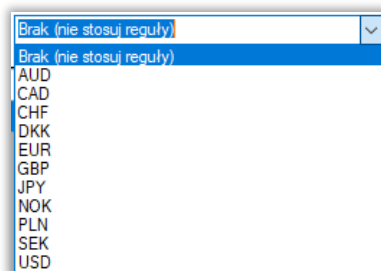 Brak (nie stosuj reguły)
Brak (nie stosuj reguły)
AUD
CAD
CHF
DKK
EUR
GBP
JPY
NOK
PLN
SEK
USD